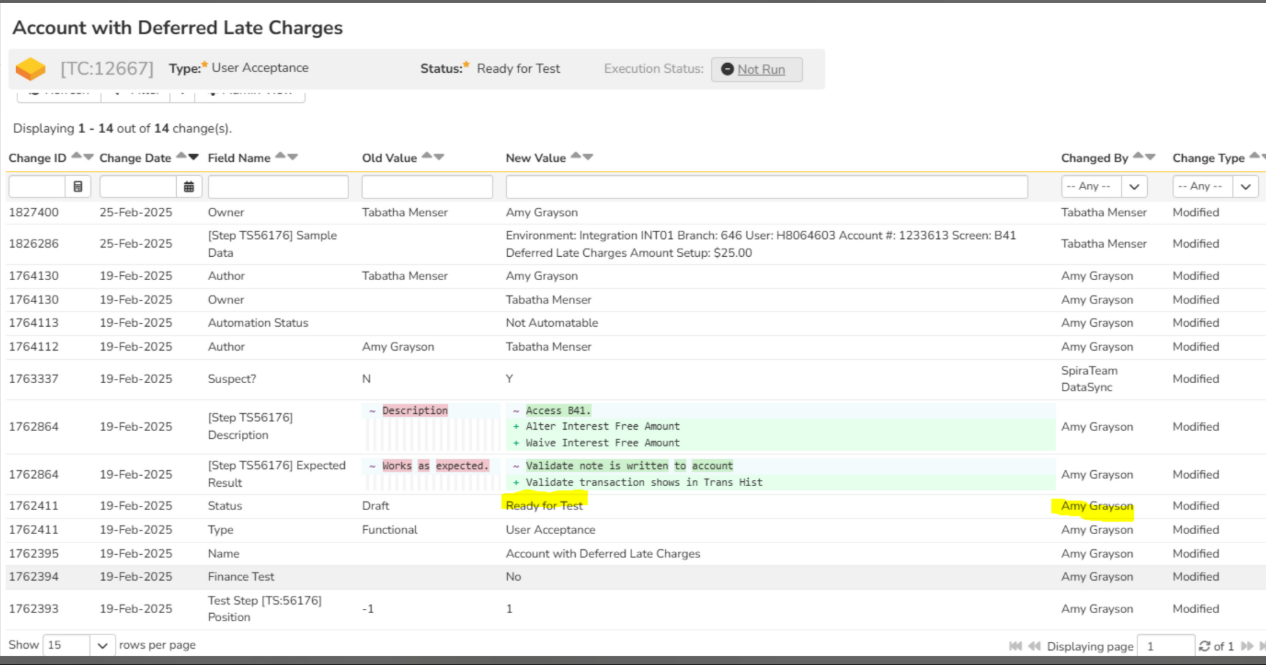 Account with Deferred Late Charges
[TC:12667] Type:* User Acceptance Status:* Ready for Test Execution Status: Not Run
Displaying 1 - 14 out of 14 change(s).
Change ID Change Date Field Name Old Value New Value Changed By Change Type
-- Any -- -- Any --
1827400 25-Feb-2025 Owner Tabatha Menser Amy Grayson Tabatha Menser Modified
1826286 25-Feb-2025 [Step TS56176] Sample Data Environment: Integration INT01 Branch: 646 User: H8064603 Account #: 1233613 Screen: B41 Deferred Late Charges Amount Setup: $25.00 Tabatha Menser Modified
1764130 19-Feb-2025 Author Tabatha Menser Amy Grayson Amy Grayson Modified
1764130 19-Feb-2025 Owner Tabatha Menser Amy Grayson Modified
1764113 19-Feb-2025 Automation Status Not Automatable Amy Grayson Modified
1764112 19-Feb-2025 Author Amy Grayson Tabatha Menser Amy Grayson Modified
1763337 19-Feb-2025 Suspect? N Y SpiraTeam DataSync Modified
1762864 19-Feb-2025 [Step TS56176] Description ~ Description ~ Access B41. + Alter Interest Free Amount + Waive Interest Free Amount Amy Grayson Modified
1762864 19-Feb-2025 [Step TS56176] Expected Result ~ Works as expected. ~ Validate note is written to account + Validate transaction shows in Trans Hist Amy Grayson Modified
1762411 19-Feb-2025 Status Draft Ready for Test Amy Grayson Modified
1762411 19-Feb-2025 Type Functional User Acceptance Amy Grayson Modified
1762395 19-Feb-2025 Name Account with Deferred Late Charges Amy Grayson Modified
1762394 19-Feb-2025 Finance Test No Amy Grayson Modified
1762393 19-Feb-2025 Test Step [TS:56176] Position -1 1 Amy Grayson Modified
Show 15 rows per page Displaying page 1 of 1